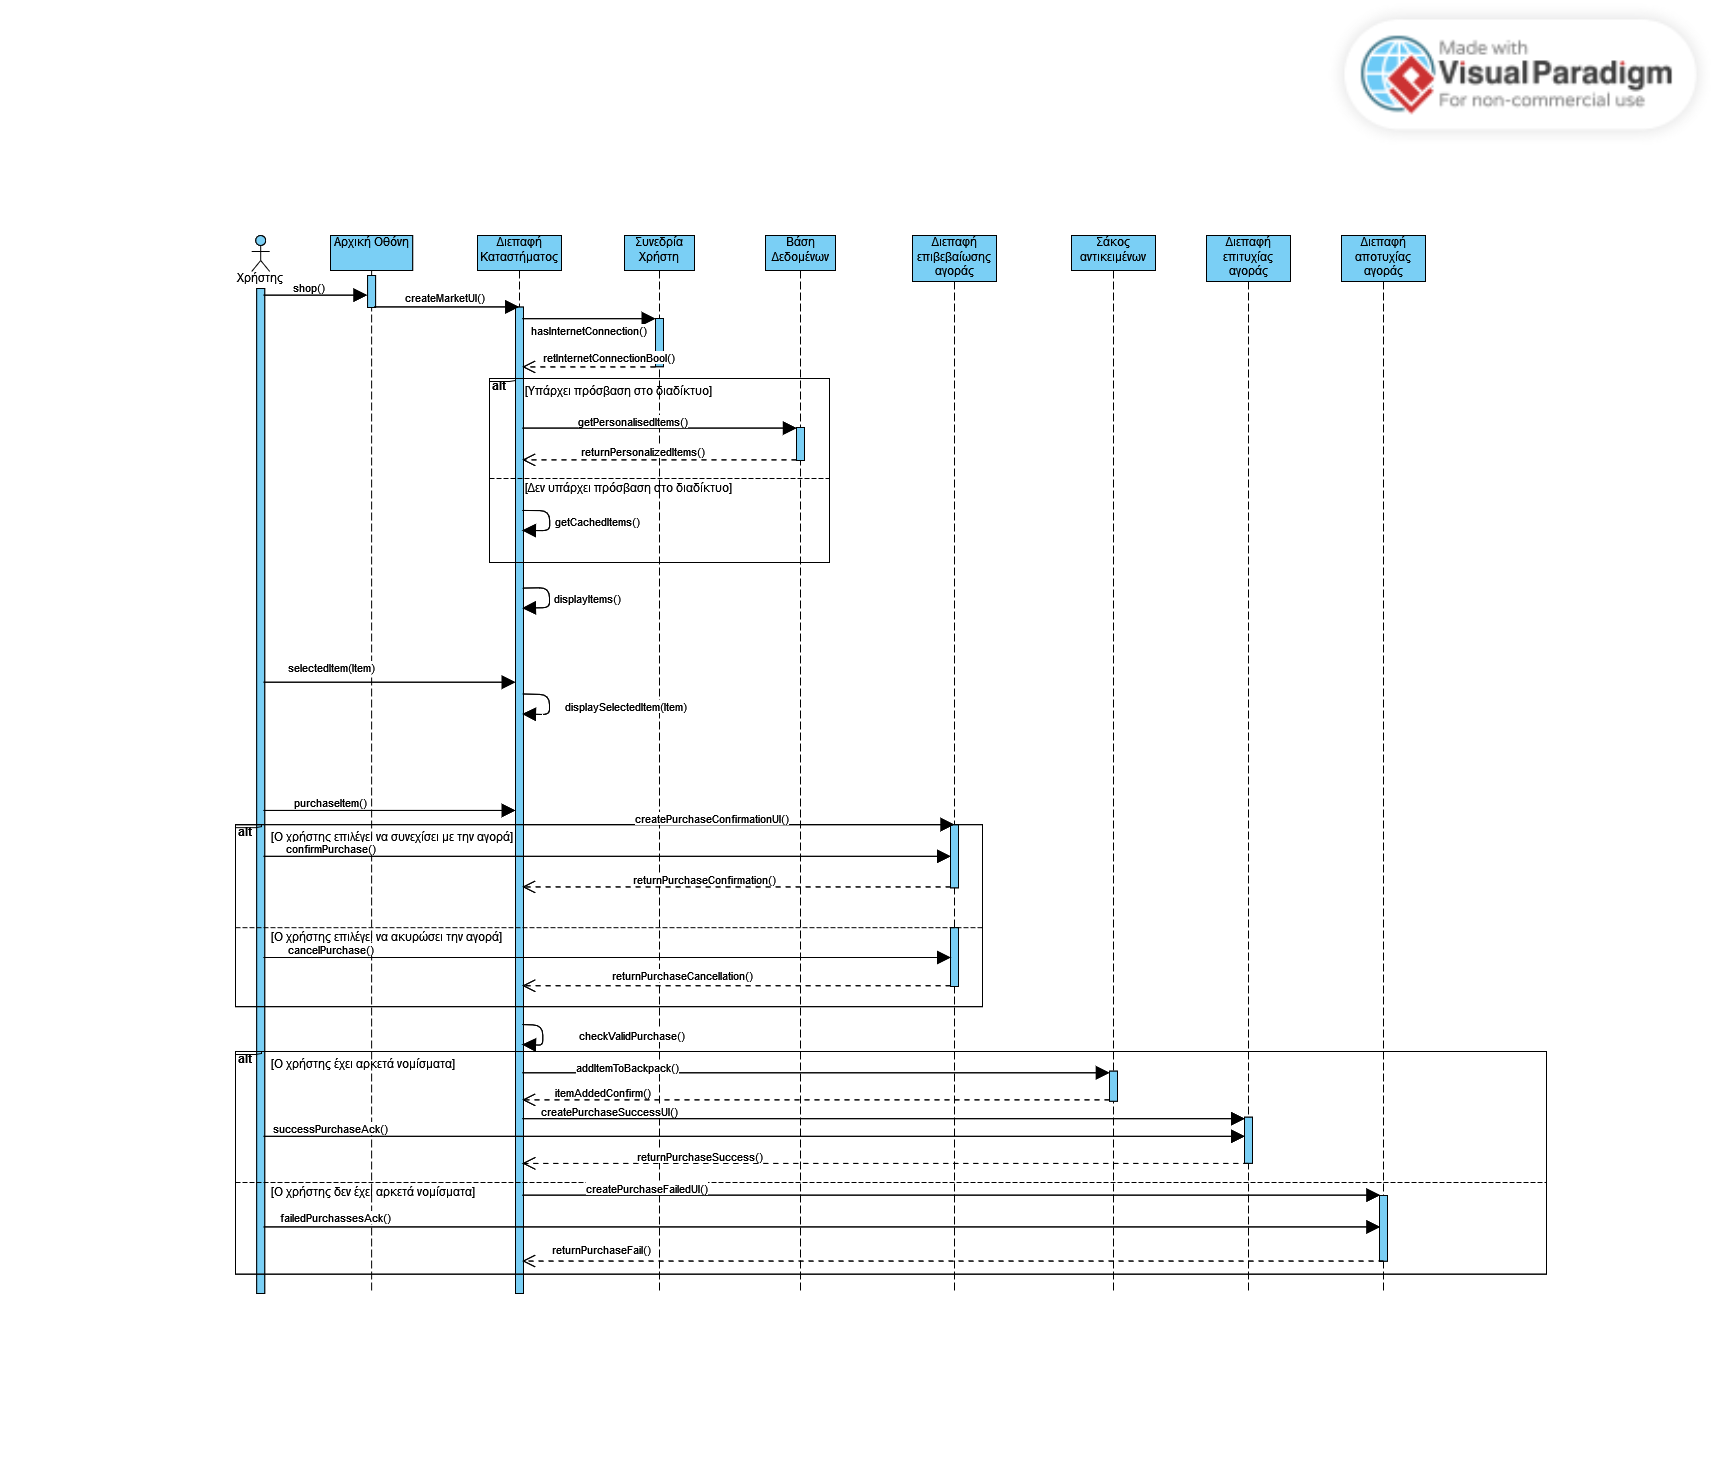 Made with
Visual Paradigm
For non-commercial use
Χρήστης
Αρχική Οθόνη
Διεπαφή
Καταστήματος
Συνεδρία
Χρήστη
Βάση
Δεδομένων
Διεπαφή
επιβεβαίωσης
αγοράς
Σάκος
αντικειμένων
Διεπαφή
επιτυχίας
αγοράς
Διεπαφή
αποτυχίας
αγοράς
shop()
createMarketUI()
hasInternetConnection()
retInternetConnectionBool()
alt
[Υπάρχει πρόσβαση στο διαδίκτυο]
getPersonalisedItems()
returnPersonalizedItems()
[Δεν υπάρχει πρόσβαση στο διαδίκτυο]
getCachedItems()
displayItems()
selectedItem(Item)
displaySelectedItem(Item)
purchaseItem()
createPurchaseConfirmationUI()
alt
[Ο χρήστης επιλέγει να συνεχίσει με την αγορά]
confirmPurchase()
returnPurchaseConfirmation()
[Ο χρήστης επιλέγει να ακυρώσει την αγορά]
cancelPurchase()
returnPurchaseCancellation()
checkValidPurchase()
alt
[Ο χρήστης έχει αρκετά νομίσματα]
addItemToBackpack()
itemAddedConfirm()
createPurchaseSuccessUI()
successPurchaseAck()
returnPurchaseSuccess()
[Ο χρήστης δεν έχει αρκετά νομίσματα]
createPurchaseFailedUI()
failedPurchassesAck()
returnPurchaseFail()